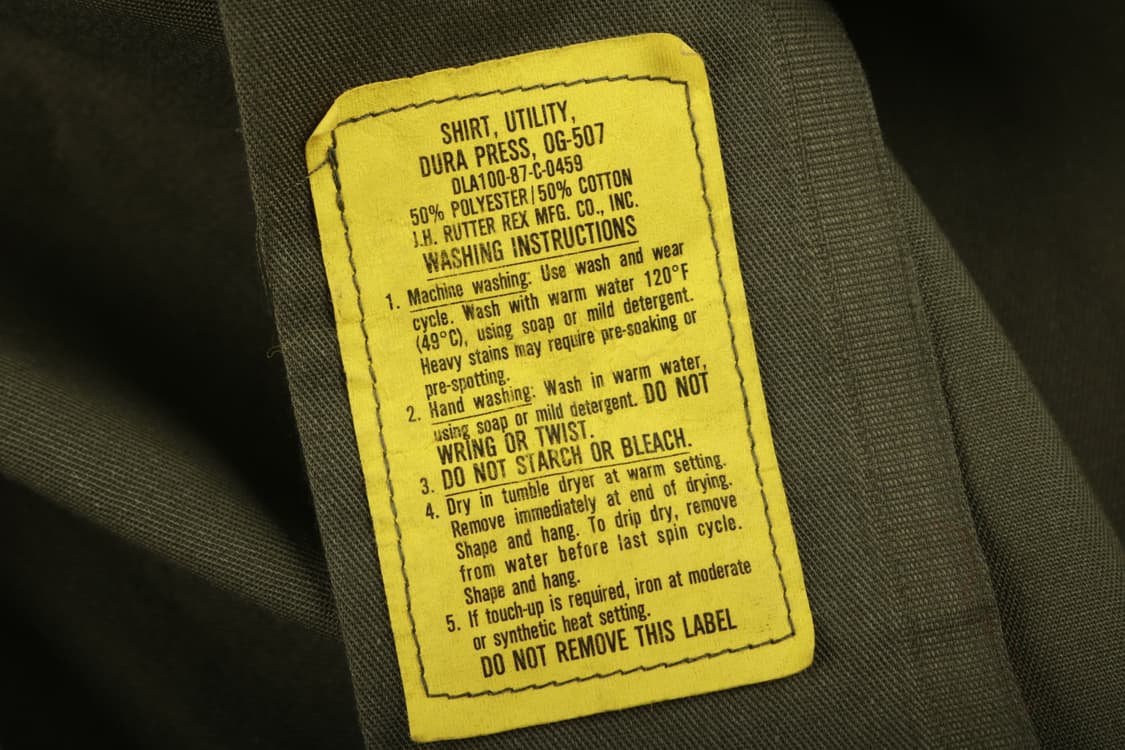 SHIRT, UTILITY,
DURA PRESS, OG-507
DLA100-87-C-0459
50% POLYESTER|50% COTTON
J.H. RUTTER REX MFG. CO., INC.
WASHING INSTRUCTIONS
1. Machine washing: Use wash and wear
cycle. Wash with warm water 120°F
(49°C), using soap or mild detergent.
Heavy stains may require pre-soaking or
pre-spotting.
2. Hand washing: Wash in warm water,
using soap or mild detergent. DO NOT
WRING OR TWIST.
3. DO NOT STARCH OR BLEACH.
4. Dry in tumble dryer at warm setting.
Remove immediately at end of drying.
Shape and hang. To drip dry, remove
from water before last spin cycle.
Shape and hang.
5. If touch-up is required, iron at moderate
or synthetic heat setting.
DO NOT REMOVE THIS LABEL